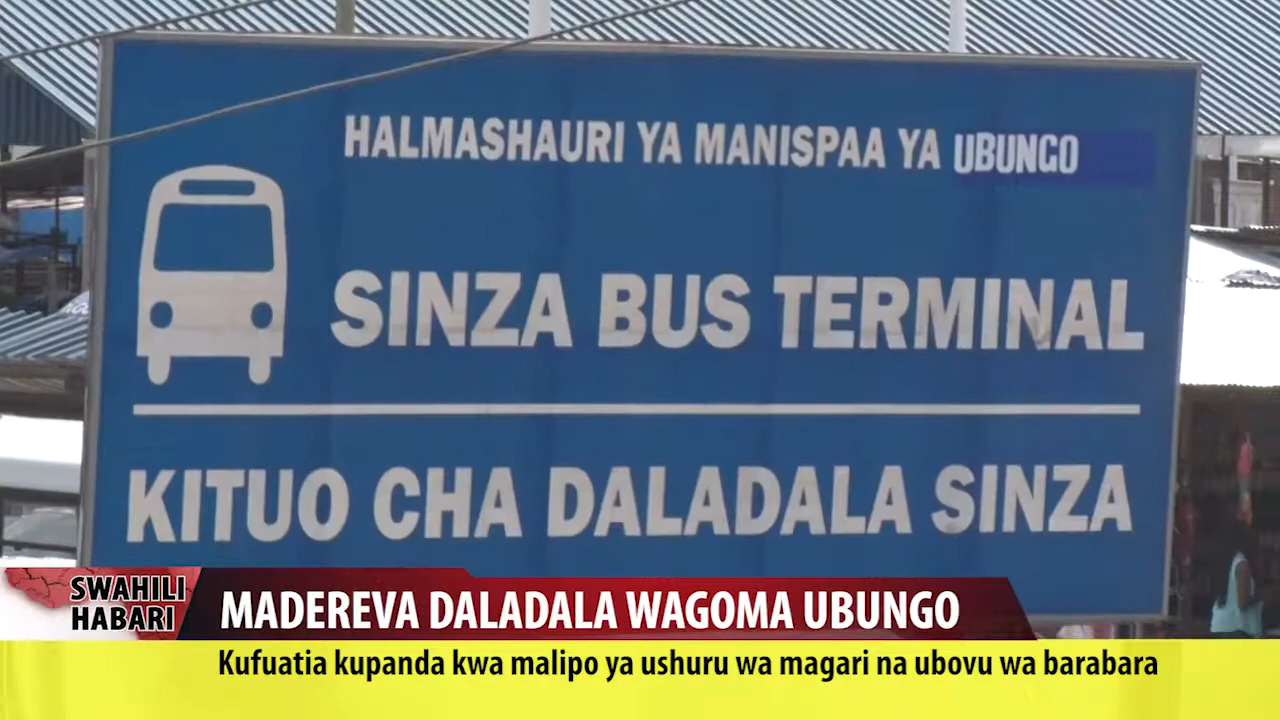 HALMASHAURI YA MANISPAA YA UBUNGO
SINZA BUS TERMINAL
KITUO CHA DALADALA SINZA
SWAHILI
HABARI
MADEREVA DALADALA WAGOMA UBUNGO
Kufuatia kupanda kwa malipo ya ushuru wa magari na ubovu wa barabara